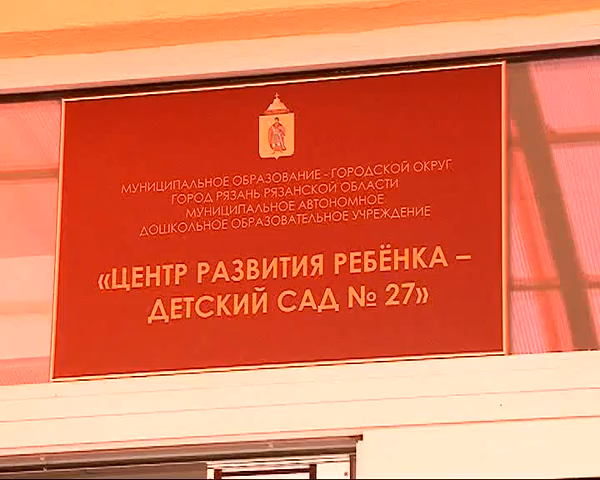 МУНИЦИПАЛЬНОЕ ОБРАЗОВАНИЕ - ГОРОДСКОЙ ОКРУГ
ГОРОД РЯЗАНЬ РЯЗАНСКОЙ ОБЛАСТИ
МУНИЦИПАЛЬНОЕ АВТОНОМНОЕ
ДОШКОЛЬНОЕ ОБРАЗОВАТЕЛЬНОЕ УЧРЕЖДЕНИЕ
«ЦЕНТР РАЗВИТИЯ РЕБЁНКА –
ДЕТСКИЙ САД № 27»